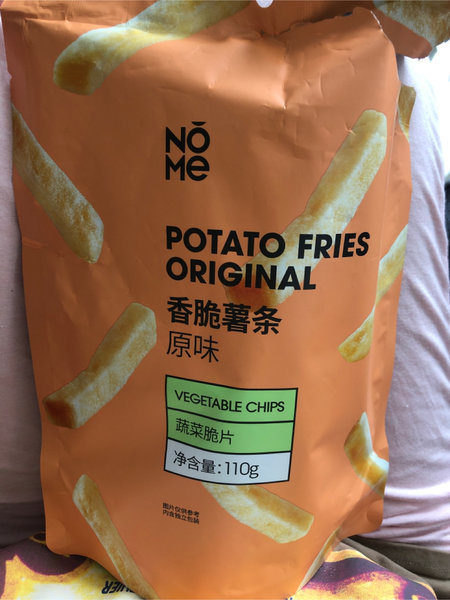 NŌ
Me
POTATO FRIES
ORIGINAL
香脆薯条
原味
VEGETABLE CHIPS
蔬菜脆片
净含量:110g
图片仅供参考
内含独立包装